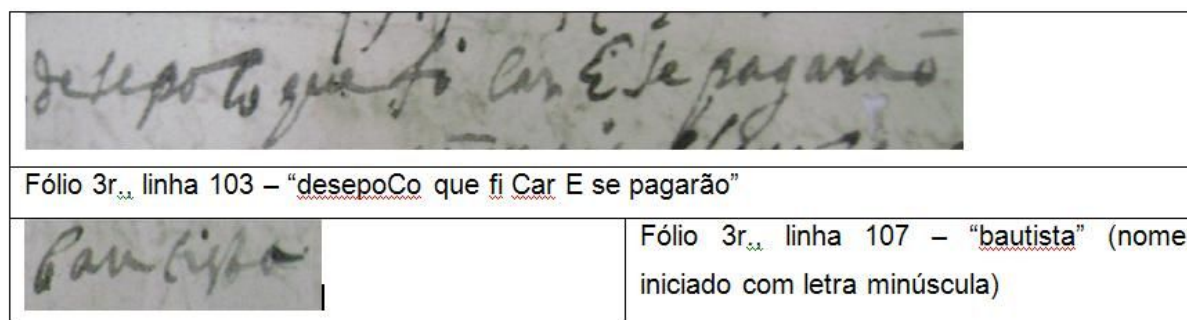 desepoCo que fi Car E se pagarão
Fólio 3r., linha 103 – “desepoCo que fi Car E se pagarão”
bautista
Fólio 3r., linha 107 – “bautista” (nome
iniciado com letra minúscula)